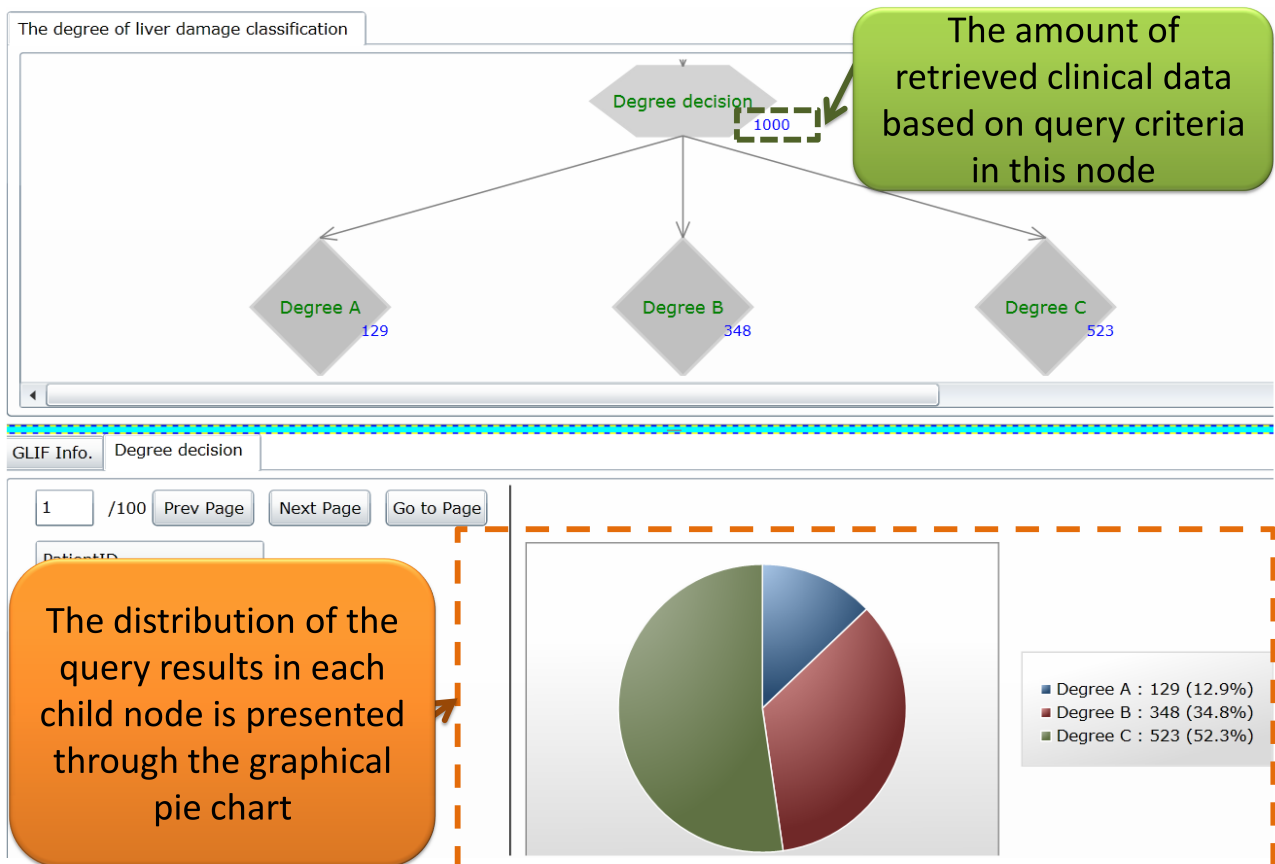 The degree of liver damage classification
The amount of
retrieved clinical data
based on query criteria
in this node
Degree decision
1000
Degree A
129
Degree B
348
Degree C
523
GLIF Info.
Degree decision
1 /100 Prev Page Next Page Go to Page
PatientID
The distribution of the
query results in each
child node is presented
through the graphical
pie chart
Degree A : 129 (12.9%)
Degree B : 348 (34.8%)
Degree C : 523 (52.3%)